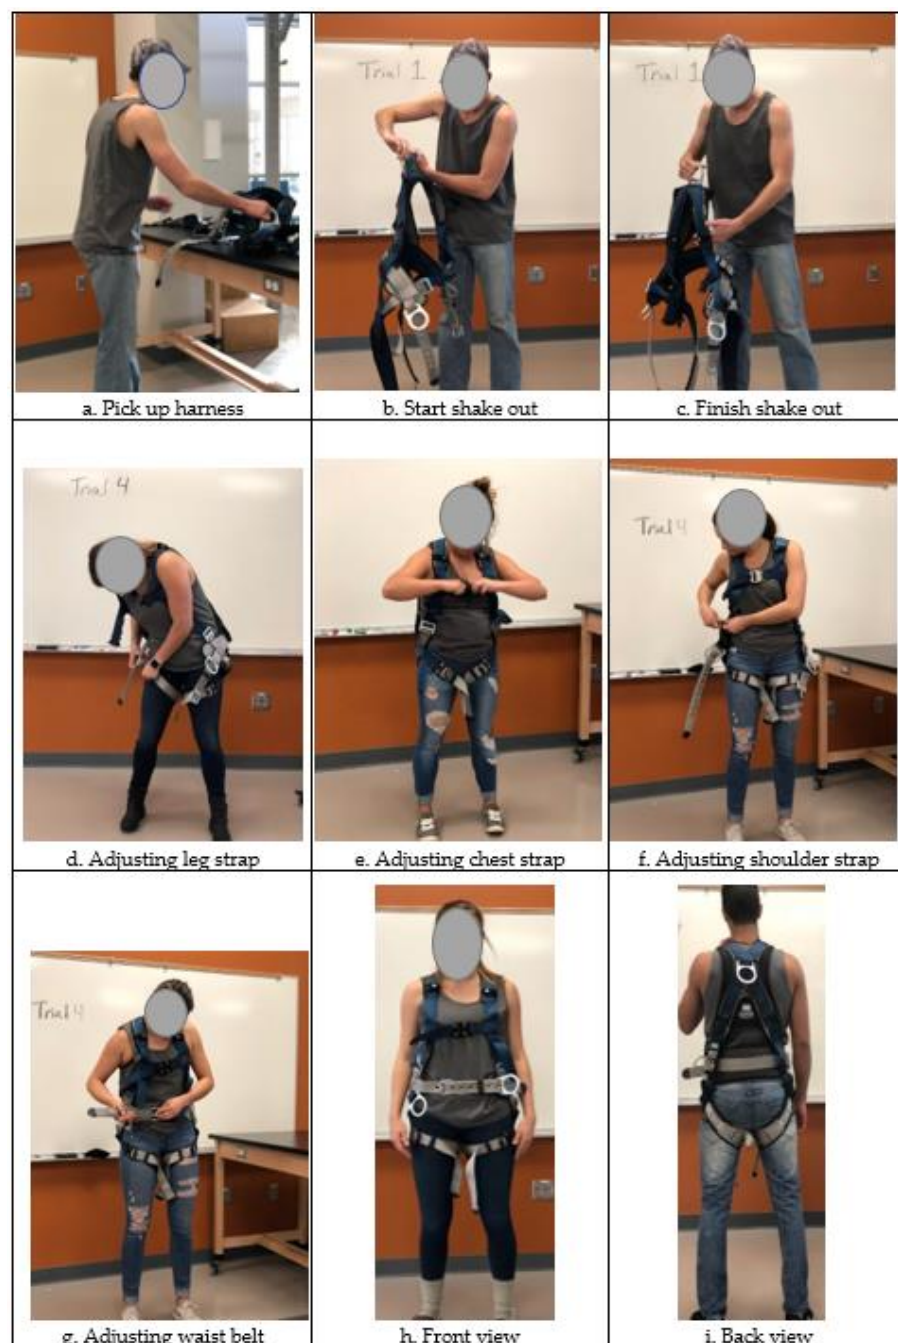 Trial 1
Trial 1
a. Pick up harness
b. Start shake out
c. Finish shake out
Trial 4
Trial 4
d. Adjusting leg strap
e. Adjusting chest strap
f. Adjusting shoulder strap
Trial 4
g. Adjusting waist belt
h. Front view
i. Back view